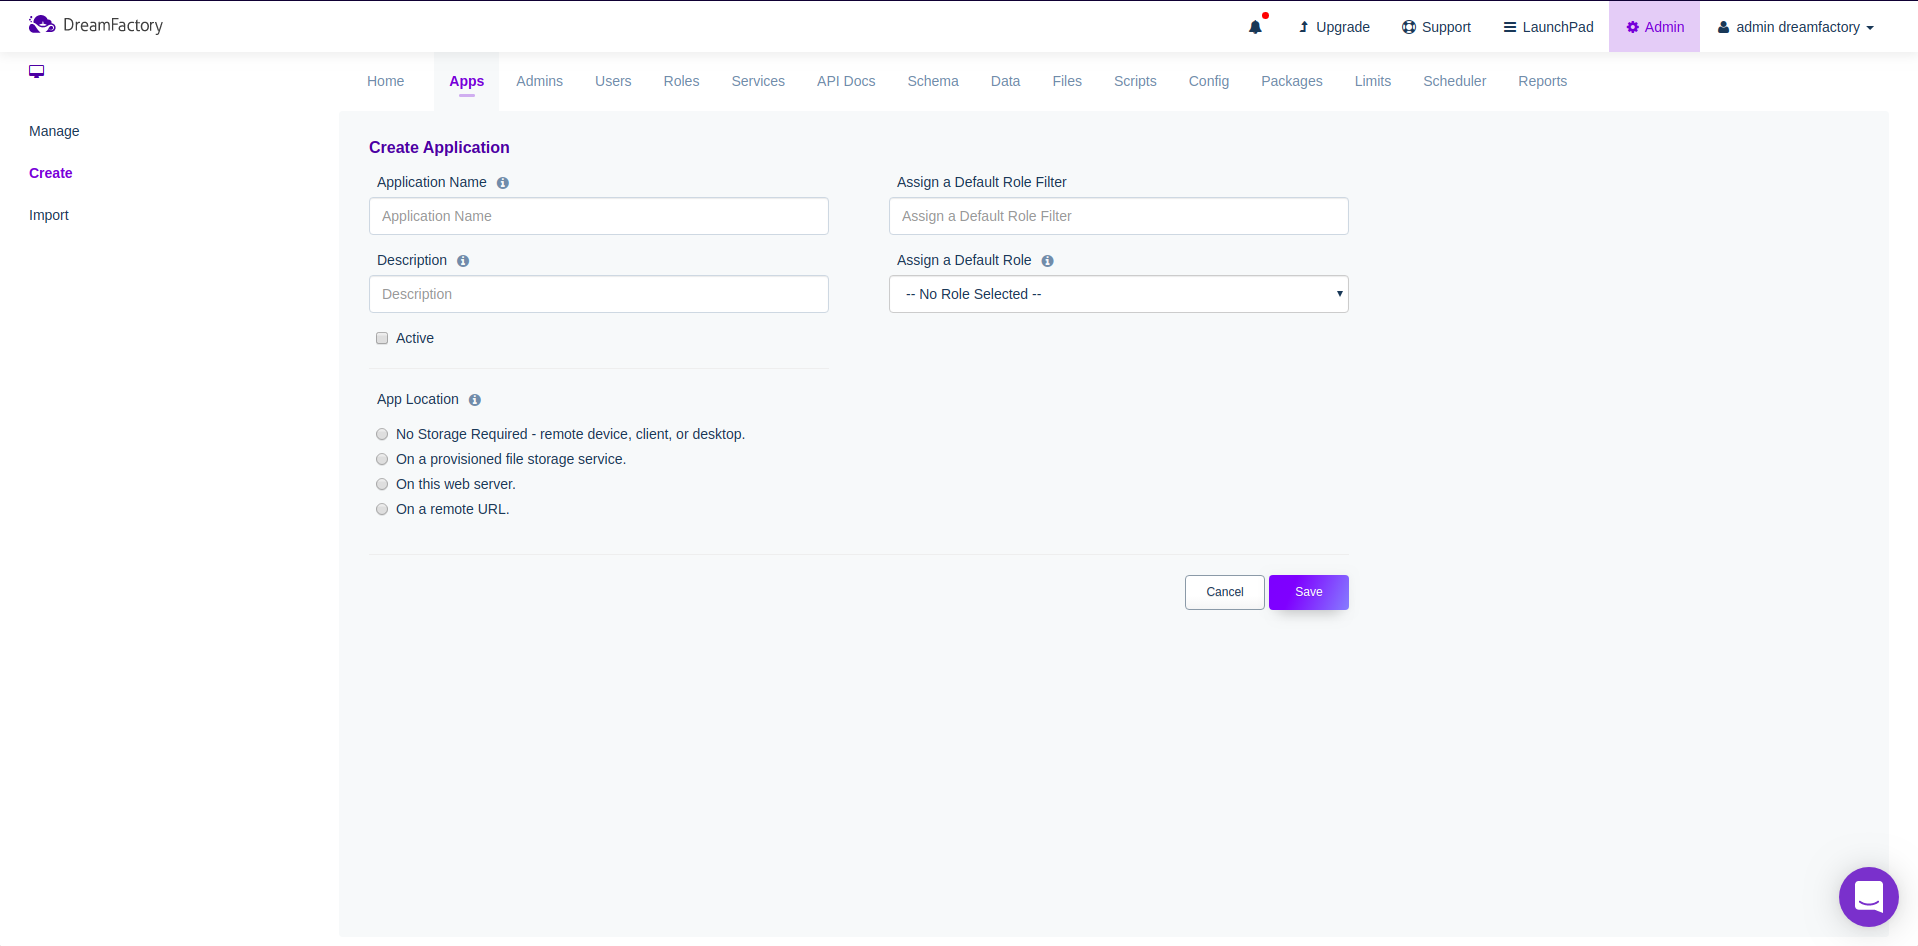 DreamFactory
Upgrade
Support
LaunchPad
Admin
admin dreamfactory
Home
Apps
Admins
Users
Roles
Services
API Docs
Schema
Data
Files
Scripts
Config
Packages
Limits
Scheduler
Reports
Manage
Create
Import
Create Application
Application Name
Application Name
Assign a Default Role Filter
Assign a Default Role Filter
Description
Description
Assign a Default Role
-- No Role Selected --
Active
App Location
No Storage Required - remote device, client, or desktop.
On a provisioned file storage service.
On this web server.
On a remote URL.
Cancel
Save